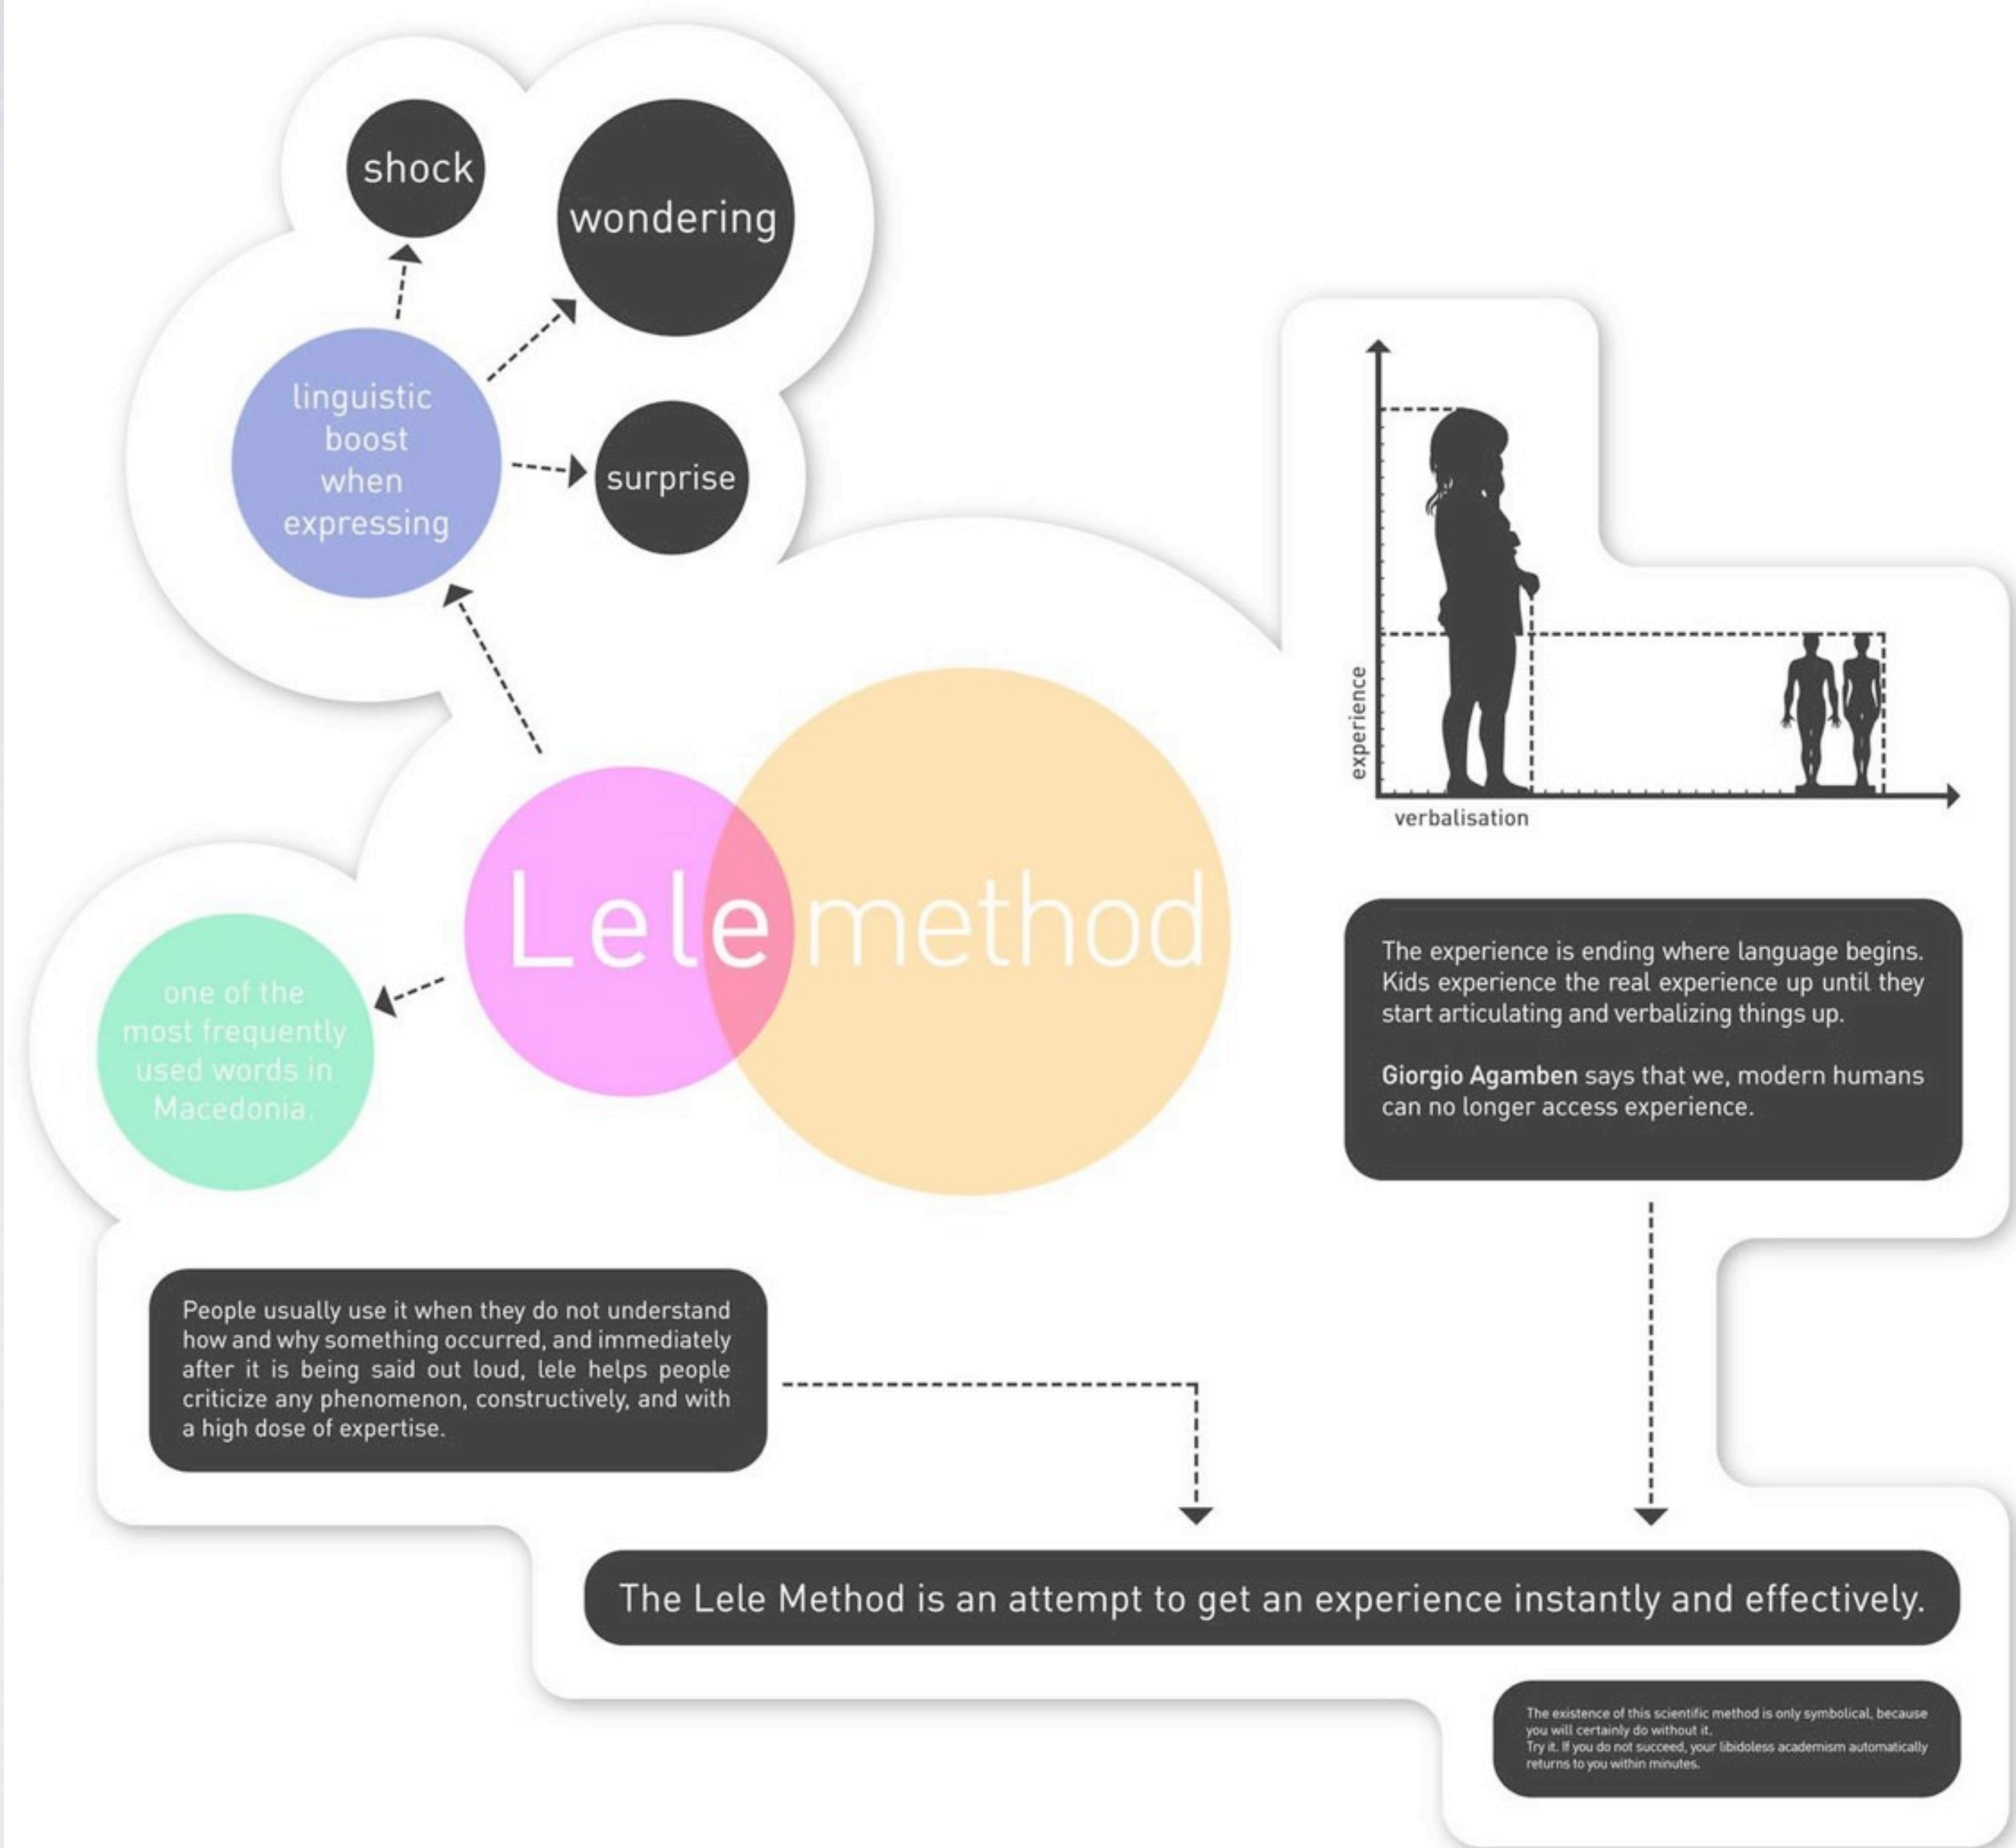 shock
wondering
linguistic
boost
when
expressing
surprise
Lele method
one of the
most frequently
used words in
Macedonia.
experience
verbalisation
The experience is ending where language begins.
Kids experience the real experience up until they
start articulating and verbalizing things up.
Giorgio Agamben says that we, modern humans
can no longer access experience.
People usually use it when they do not understand
how and why something occurred, and immediately
after it is being said out loud, lele helps people
criticize any phenomenon, constructively, and with
a high dose of expertise.
The Lele Method is an attempt to get an experience instantly and effectively.
The existence of this scientific method is only symbolical, because
you will certainly do without it.
Try it. If you do not succeed, your libidoless academism automatically
returns to you within minutes.